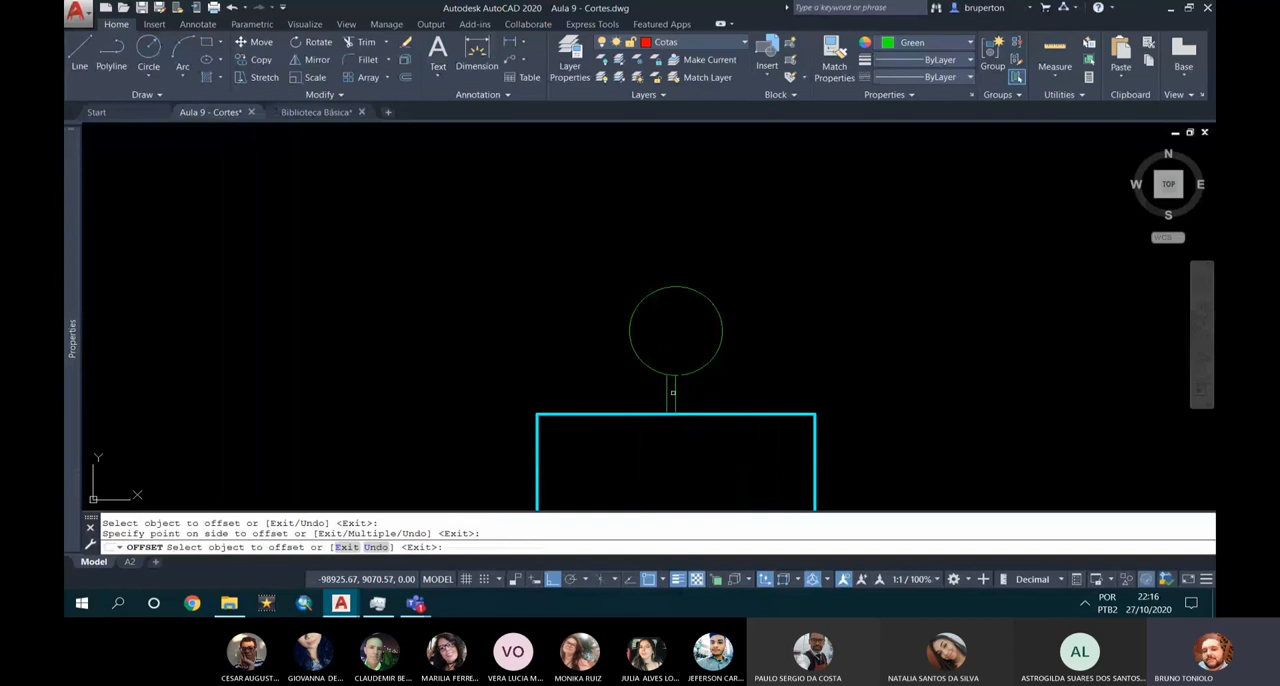 Autodesk AutoCAD 2020 Aula 9 - Cortes.dwg
Type a keyword or phrase
bruperton
Home Insert Annotate Parametric View Manage Output Add-ins Collaborate Express Tools Featured Apps
Line Polyline Circle Arc
Move Rotate Trim
Copy Mirror Fillet
Stretch Scale Array
Text Dimension Table
Layer Properties
Cotas
Make Current
Match Layer
Insert
Match Properties
Green
ByLayer
ByLayer
Group Measure Paste Base
Draw Modify Annotation Layers Block Properties Groups Utilities Clipboard View
Start Aula 9 - Cortes* Biblioteca Básica*
N
W TOP E
S
WCS
Properties
Y
X
Select object to offset or [Exit/Undo] <Exit>:
Specify point on side to offset or [Exit/Multiple/Undo] <Exit>:
OFFSET Select object to offset or [Exit Undo] <Exit>:
Model A2
-98925.67, 9070.57, 0.00 MODEL 1:1 / 100% Decimal
POR
PTB2
22:16
27/10/2020
VO AL
CESAR AUGUST... GIOVANNA DE... CLAUDEMIR BE... MARILIA FERRE... VERA LUCIA M... MONIKA RUIZ JULIA ALVES LO... JEFERSON CAR... PAULO SERGIO DA COSTA NATALIA SANTOS DA SILVA ASTROGILDA SUARES DOS SANTOS... BRUNO TONIOLO